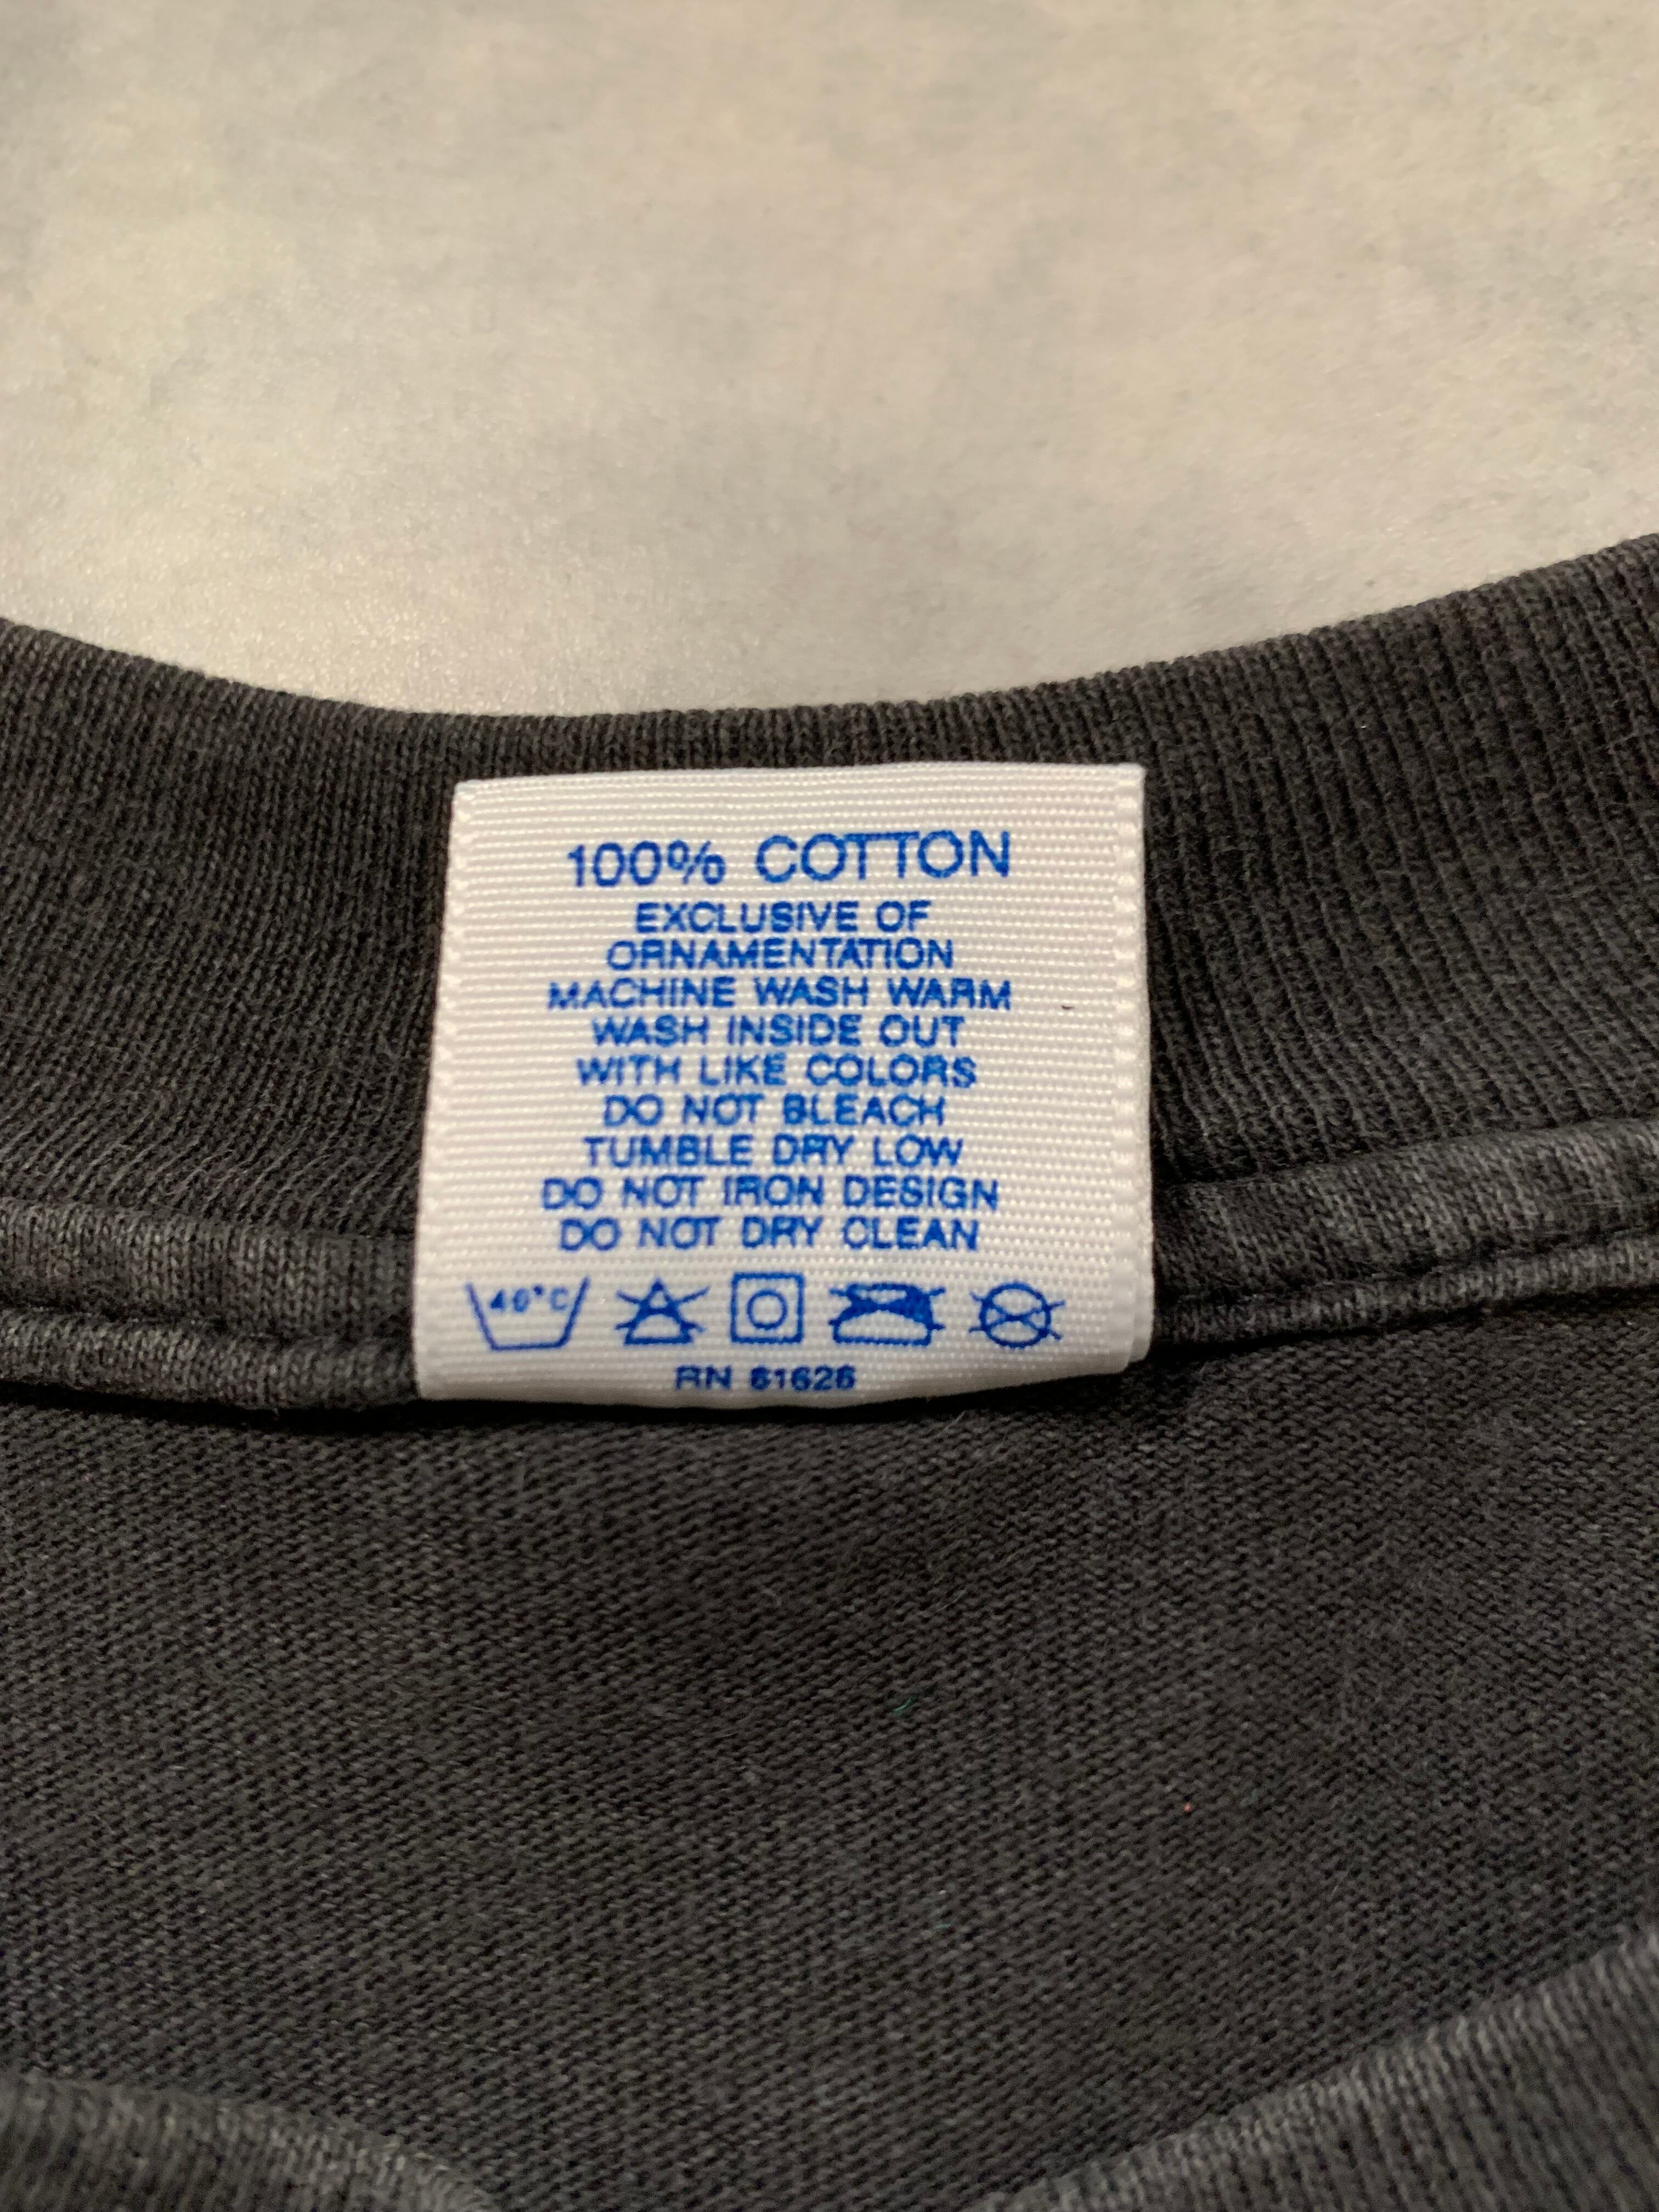 100% COTTON
EXCLUSIVE OF
ORNAMENTATION
MACHINE WASH WARM
WASH INSIDE OUT
WITH LIKE COLORS
DO NOT BLEACH
TUMBLE DRY LOW
DO NOT IRON DESIGN
DO NOT DRY CLEAN
40°C
RN 61626